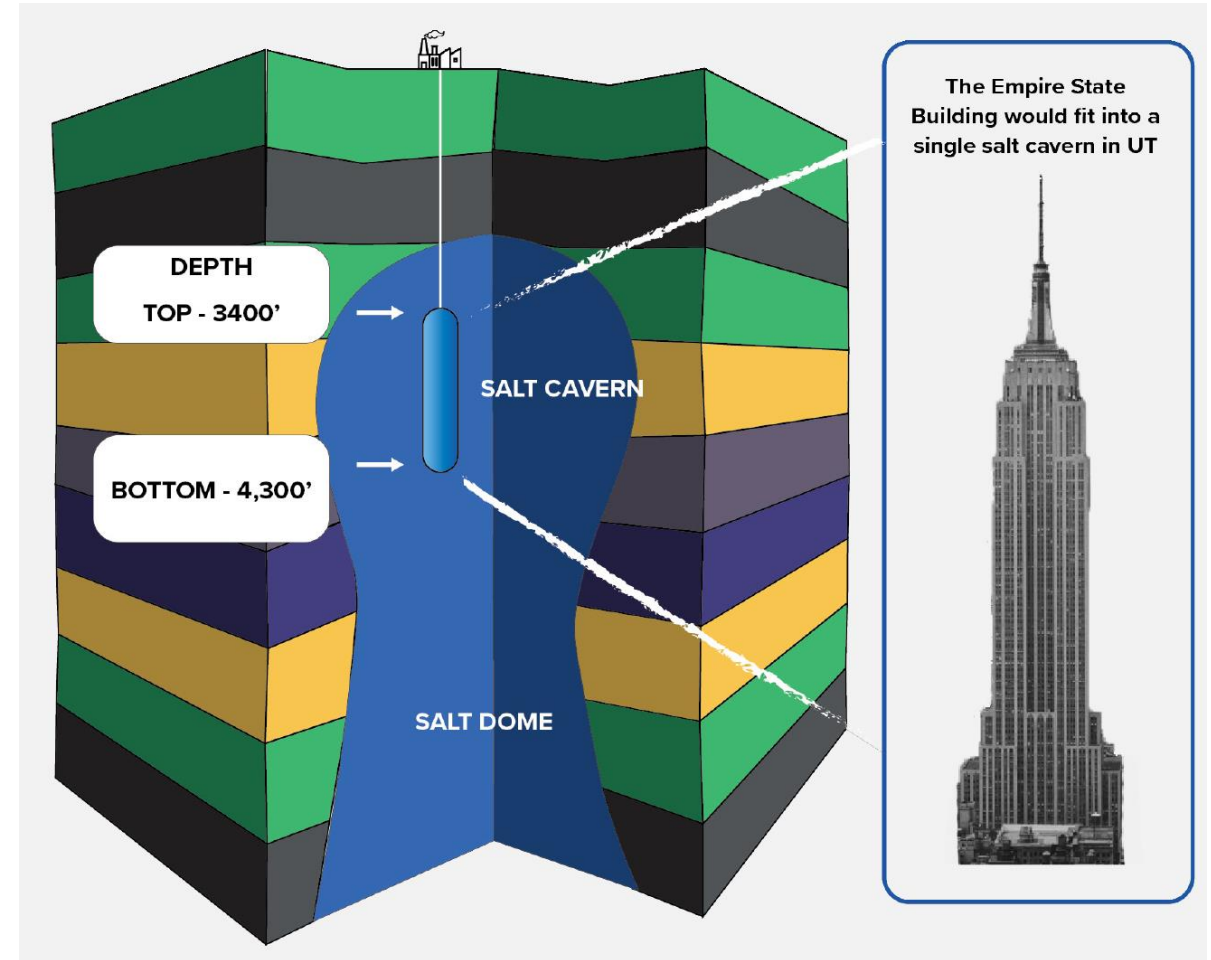 The Empire State
Building would fit into a
single salt cavern in UT
DEPTH
TOP - 3400’
SALT CAVERN
BOTTOM - 4,300’
SALT DOME